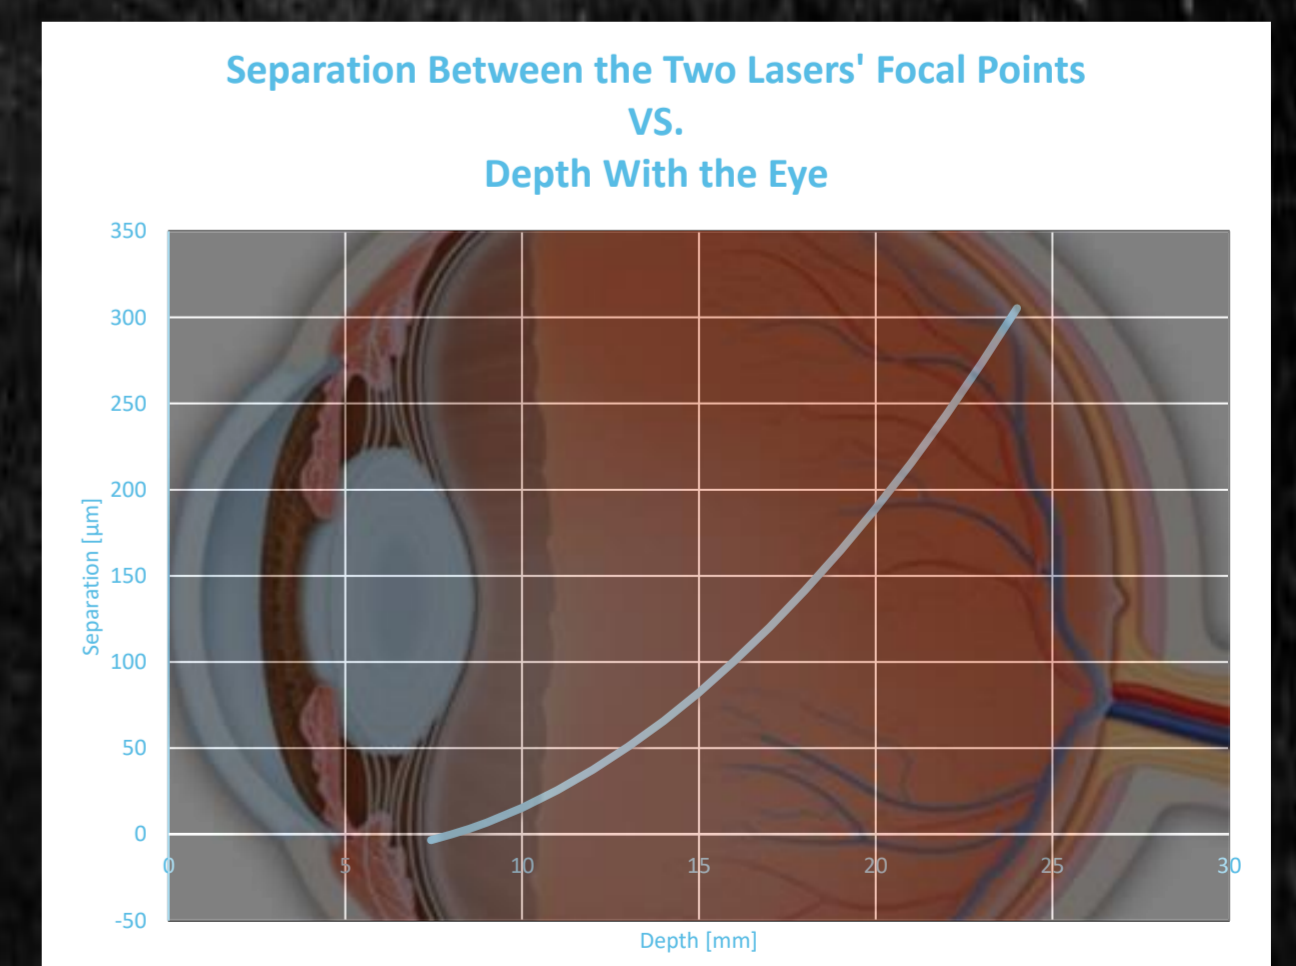 Separation Between the Two Lasers' Focal Points
VS.
Depth With the Eye
350
300
250
200
150
100
50
0
-50
Separation [µm]
0 5 10 15 20 25 30
Depth [mm]